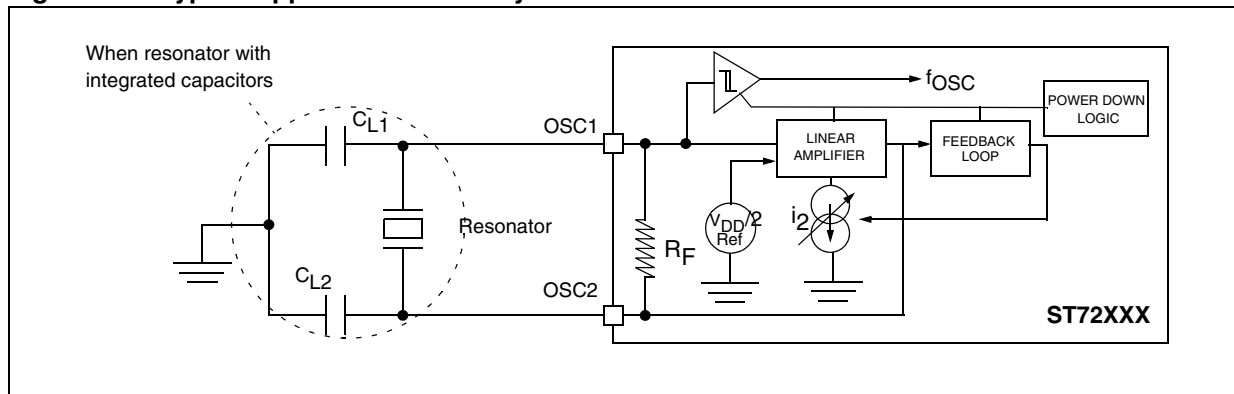 When resonator with
integrated capacitors
CL1
CL2
Resonator
OSC1
OSC2
RF
VDD/2
Ref
i2
LINEAR
AMPLIFIER
FEEDBACK
LOOP
POWER DOWN
LOGIC
fOSC
ST72XXX